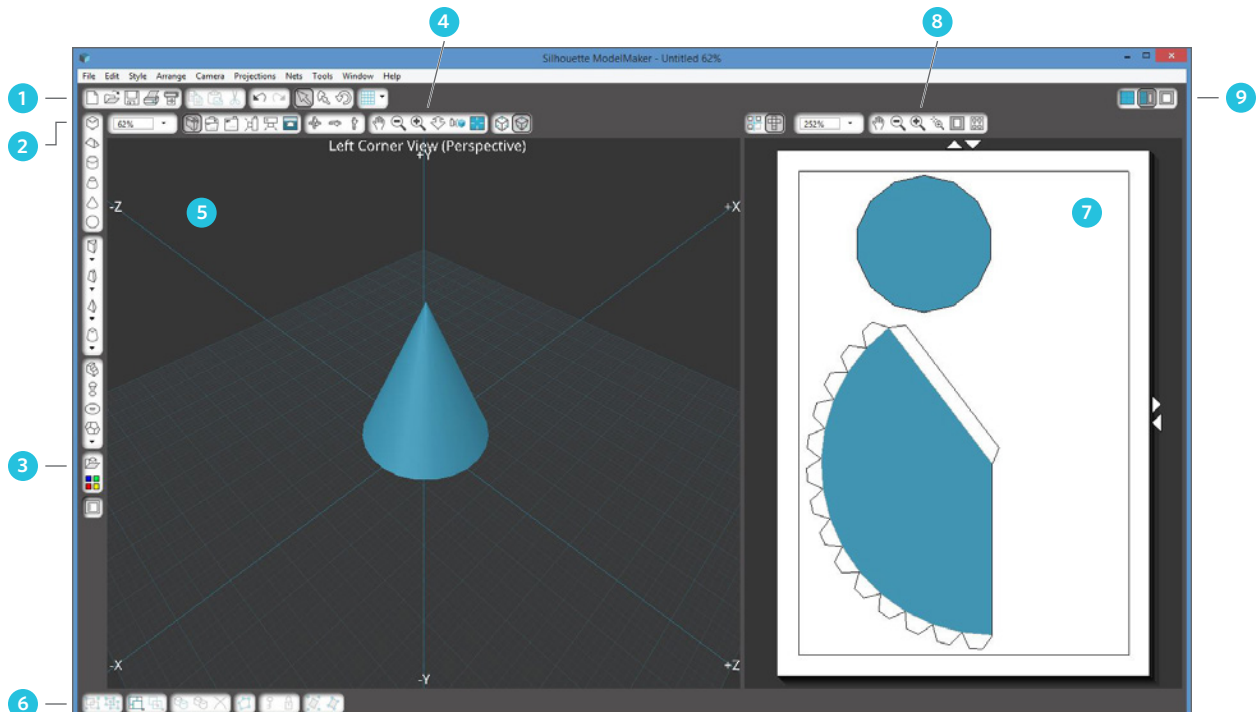 4
8
Silhouette ModelMaker - Untitled 62%
File Edit Style Arrange Camera Projections Nets Tools Window Help
1
9
2
62%
252%
Left Corner View (Perspective)
+Y
-Z
5
+X
7
3
-X
-Y
+Z
6